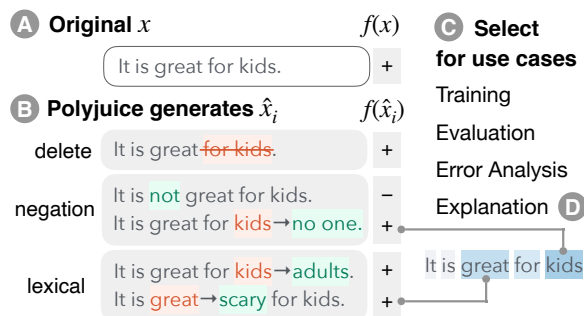 A Original x f(x)
It is great for kids. +
B Polyjuice generates x̂ᵢ f(x̂ᵢ)
delete It is great for kids. +
negation It is not great for kids. −
It is great for kids→no one. +
lexical It is great for kids→adults. +
It is great→scary for kids. +
C Select
for use cases
Training
Evaluation
Error Analysis
Explanation D
It is great for kids